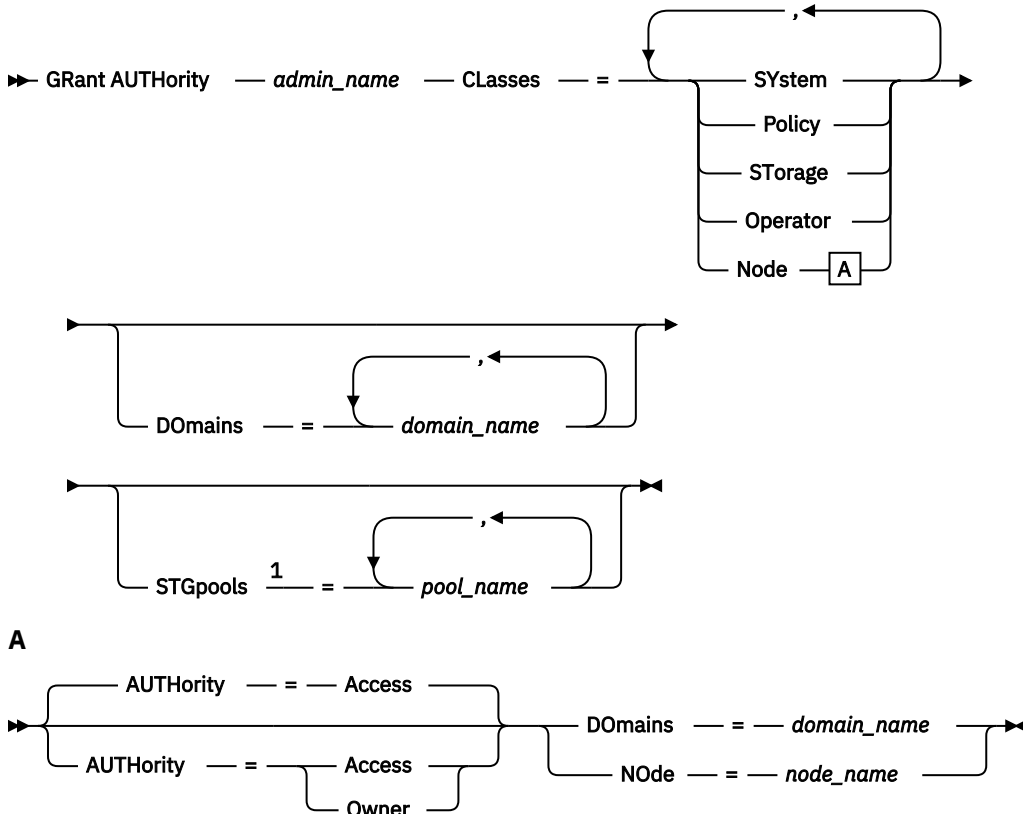 ,
GRant AUTHority admin_name CLasses = SYstem
Policy
STorage
Operator
Node A
,
DOmains = domain_name
,
STGpools 1 = pool_name
A
AUTHority = Access
DOmains = domain_name
AUTHority = Access
NOde = node_name
Owner